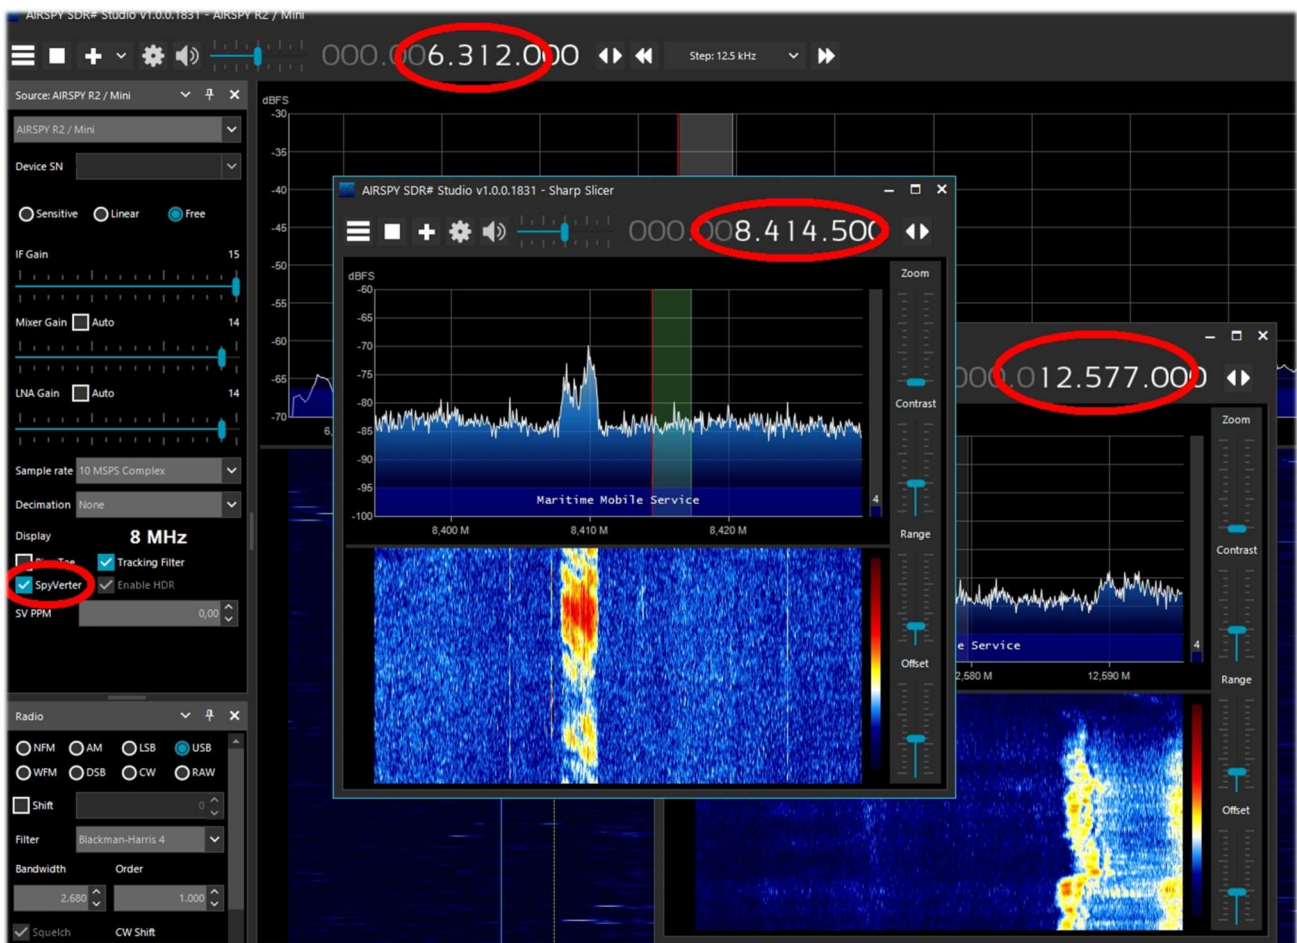 AIRSPY SDR# Studio v1.0.0.1831 - AIRSPY R2 / Mini
000.006.312.000
Step: 12.5 kHz
Source: AIRSPY R2 / Mini
AIRSPY R2 / Mini
Device SN
Sensitive Linear Free
IF Gain 15
Mixer Gain Auto 14
LNA Gain Auto 14
Sample rate 10 MSPS Complex
Decimation None
Display 8 MHz
Tracking Filter
SpyVerter Enable HDR
SV PPM 0,00
Radio
NFM AM LSB USB
WFM DSB CW RAW
Shift 0
Filter Blackman-Harris 4
Bandwidth Order
2.680 1.000
Squelch CW Shift
dBFS
-30
-35
-40
-45
-50
-55
-60
-65
-70
6,
AIRSPY SDR# Studio v1.0.0.1831 - Sharp Slicer
000.008.414.500
dBFS
-60
-65
-70
-75
-80
-85
-90
-95
-100
Maritime Mobile Service
4
8,400 M 8,410 M 8,420 M
Zoom
Contrast
Range
Offset
000.012.577.000
e Service
4
2,580 M 12,590 M
Zoom
Contrast
Range
Offset